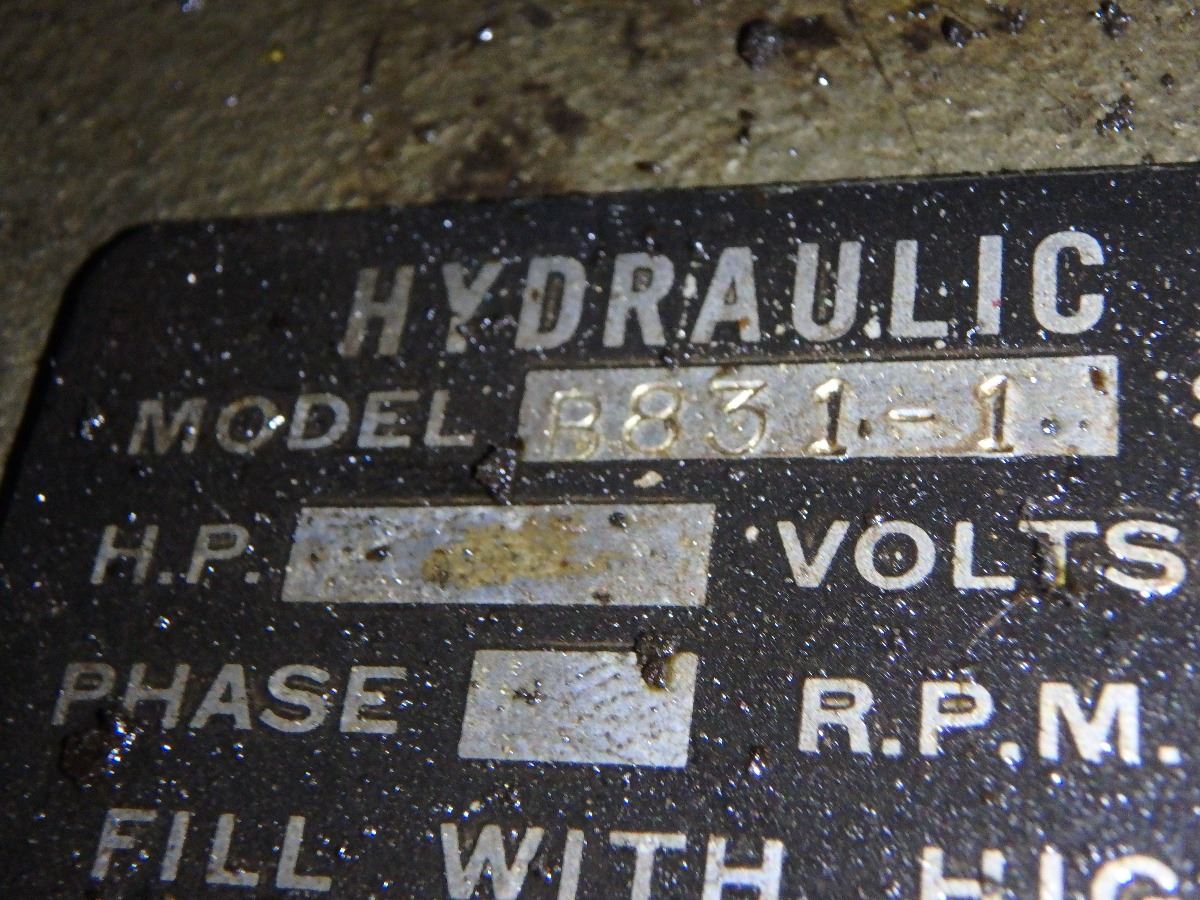 HYDRAULIC
MODEL B831-1
H.P. VOLTS
PHASE R.P.M.
FILL WITH